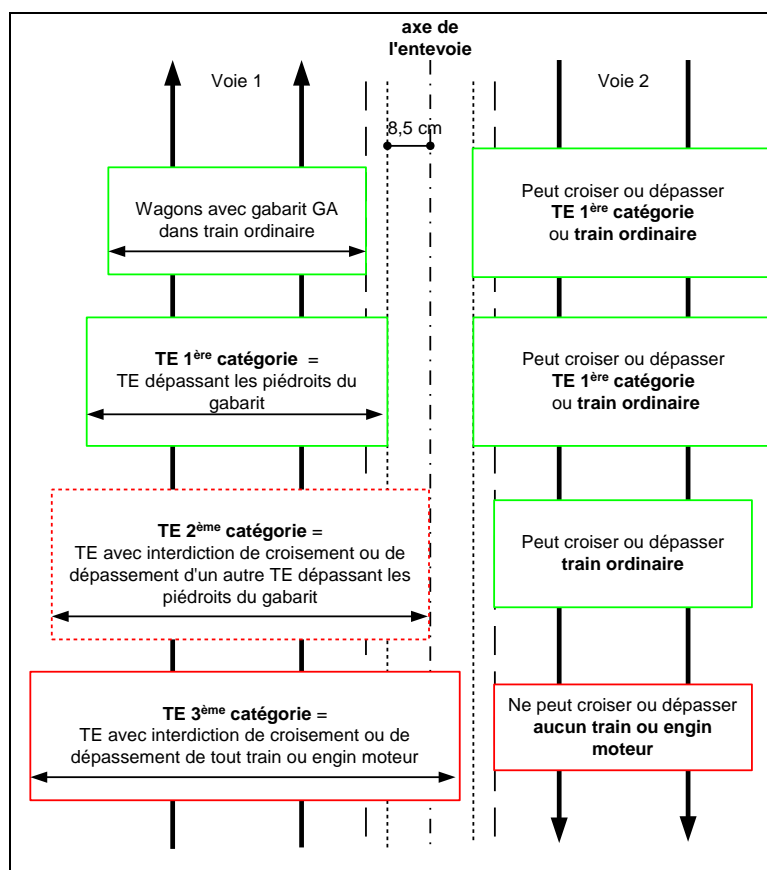 axe de
l'entevoie
Voie 1
Voie 2
8,5 cm
Wagons avec gabarit GA
dans train ordinaire
Peut croiser ou dépasser
TE 1ère catégorie
ou train ordinaire
TE 1ère catégorie =
TE dépassant les piédroits du
gabarit
Peut croiser ou dépasser
TE 1ère catégorie
ou train ordinaire
TE 2ème catégorie =
TE avec interdiction de croisement ou de
dépassement d'un autre TE dépassant les
piédroits du gabarit
Peut croiser ou dépasser
train ordinaire
TE 3ème catégorie =
TE avec interdiction de croisement ou de
dépassement de tout train ou engin moteur
Ne peut croiser ou dépasser
aucun train ou engin
moteur